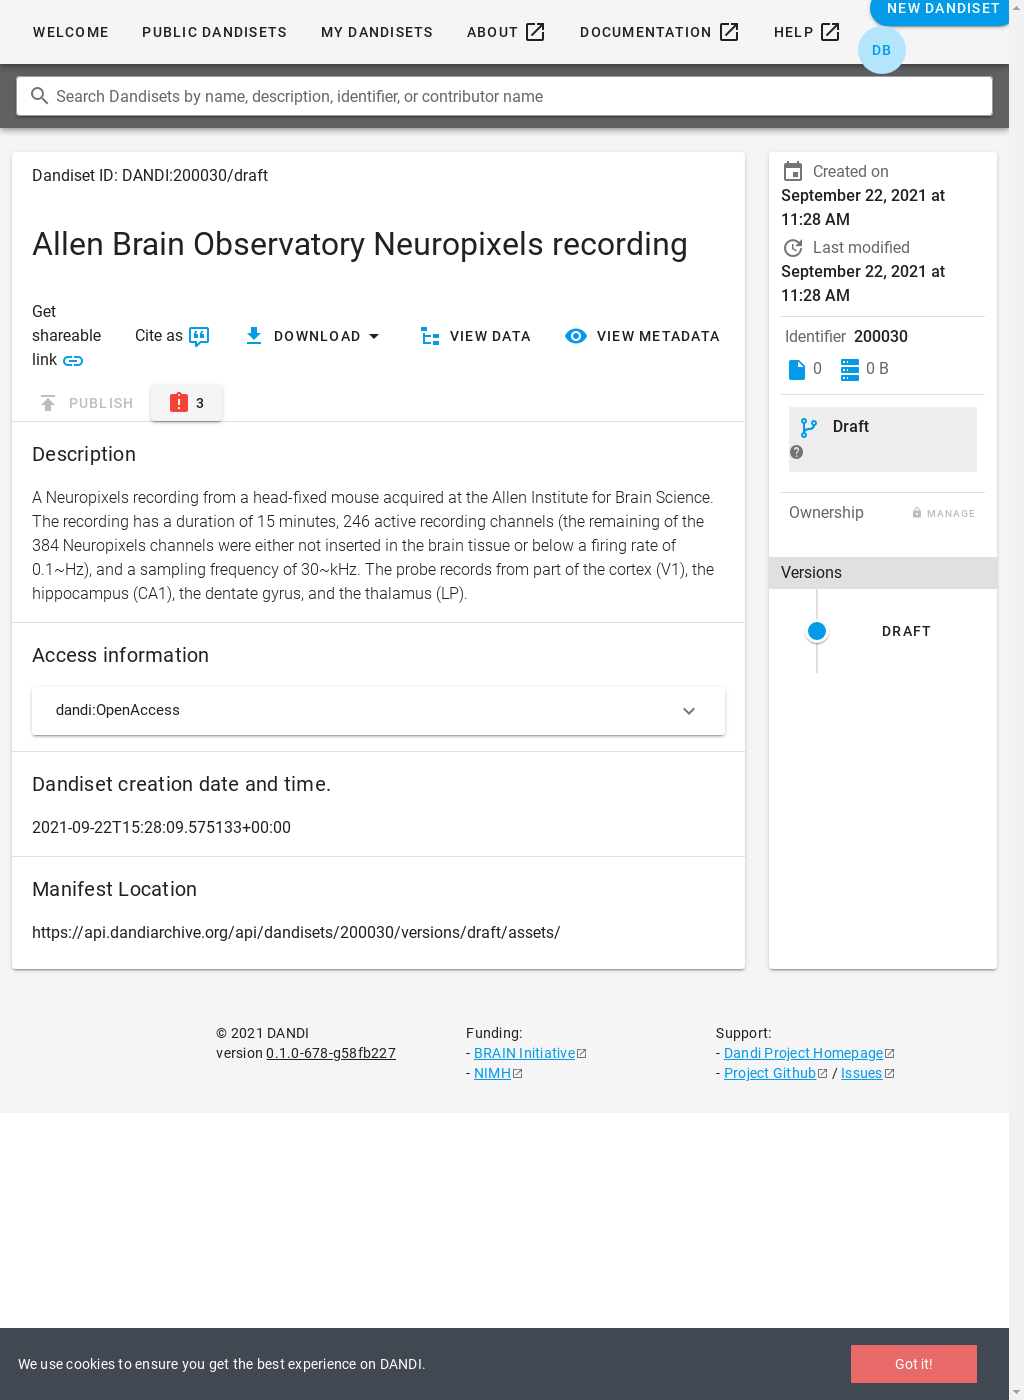 NEW DANDISET
WELCOME PUBLIC DANDISETS MY DANDISETS ABOUT DOCUMENTATION HELP
DB
Search Dandisets by name, description, identifier, or contributor name
Dandiset ID: DANDI:200030/draft
Allen Brain Observatory Neuropixels recording
Get shareable link
Cite as
DOWNLOAD
VIEW DATA
VIEW METADATA
PUBLISH
3
Description
A Neuropixels recording from a head-fixed mouse acquired at the Allen Institute for Brain Science.
The recording has a duration of 15 minutes, 246 active recording channels (the remaining of the
384 Neuropixels channels were either not inserted in the brain tissue or below a firing rate of
0.1~Hz), and a sampling frequency of 30~kHz. The probe records from part of the cortex (V1), the
hippocampus (CA1), the dentate gyrus, and the thalamus (LP).
Access information
dandi:OpenAccess
Dandiset creation date and time.
2021-09-22T15:28:09.575133+00:00
Manifest Location
https://api.dandiarchive.org/api/dandisets/200030/versions/draft/assets/
Created on
September 22, 2021 at
11:28 AM
Last modified
September 22, 2021 at
11:28 AM
Identifier 200030
0 0 B
Draft
Ownership MANAGE
Versions
DRAFT
© 2021 DANDI
version 0.1.0-678-g58fb227
Funding:
- BRAIN Initiative
- NIMH
Support:
- Dandi Project Homepage
- Project Github / Issues
We use cookies to ensure you get the best experience on DANDI.
Got it!